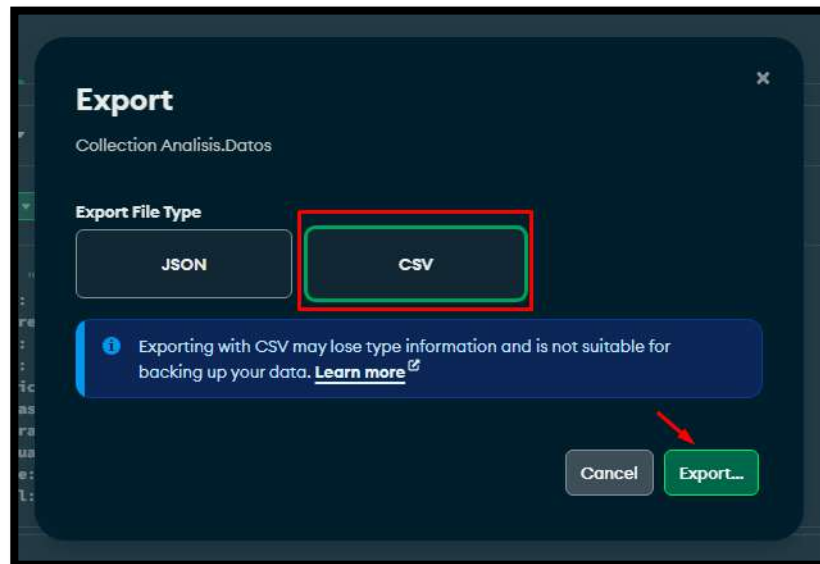 Export
Collection Analisis.Datos
Export File Type
JSON
CSV
Exporting with CSV may lose type information and is not suitable for
backing up your data. Learn more
Cancel
Export...